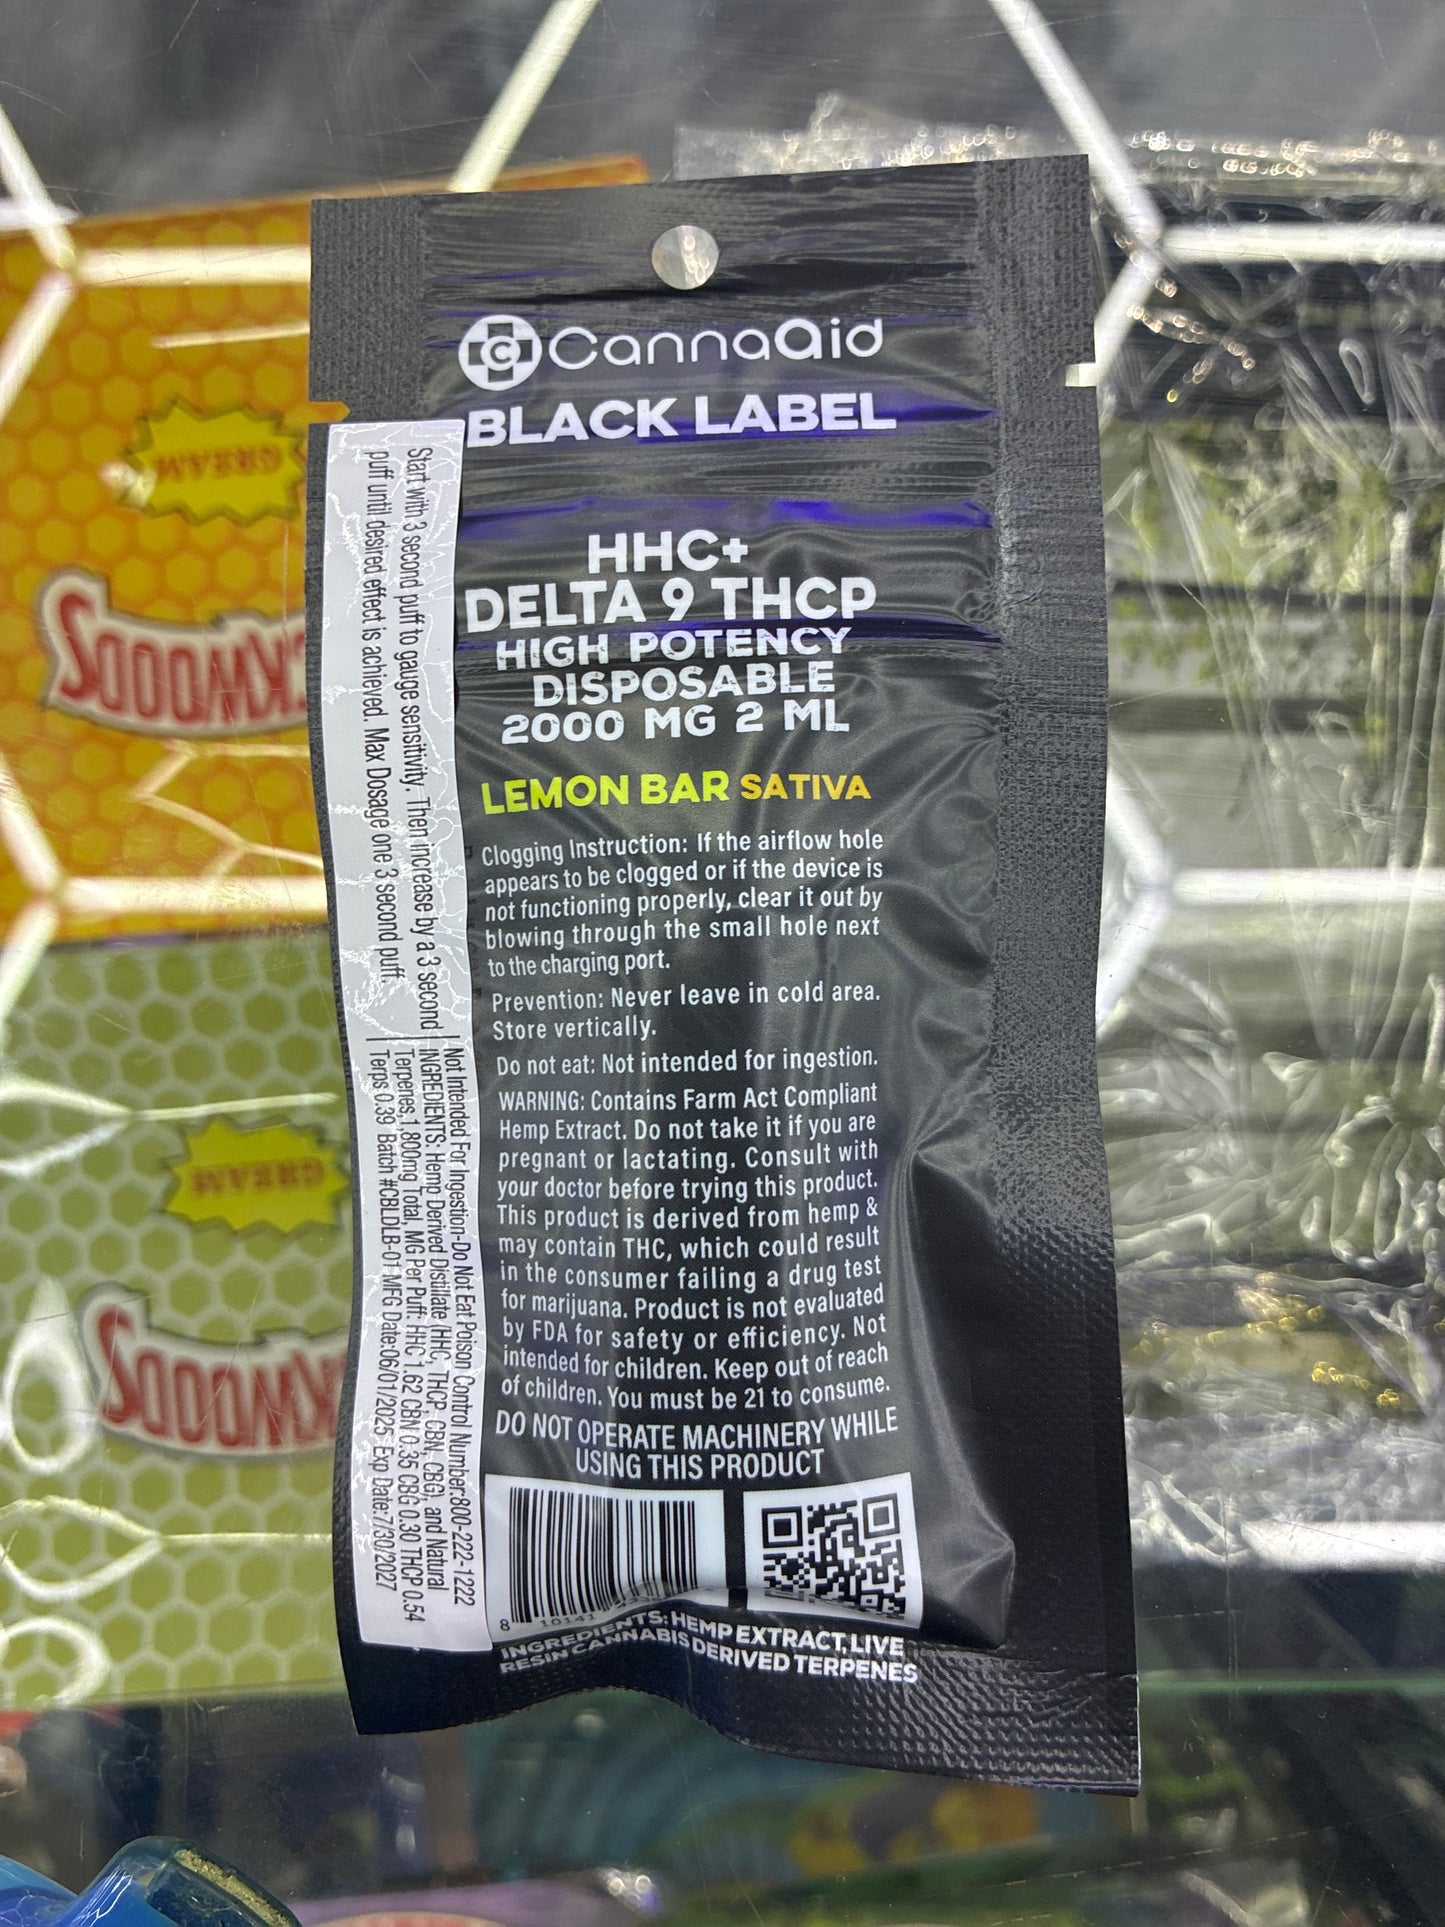 CannaAid
BLACK LABEL
HHC+
DELTA 9 THCP
HIGH POTENCY
DISPOSABLE
2000 MG 2 ML
LEMON BAR SATIVA
Clogging Instruction: If the airflow hole
appears to be clogged or if the device is
not functioning properly, clear it out by
blowing through the small hole next
to the charging port.
Prevention: Never leave in cold area.
Store vertically.
Do not eat: Not intended for ingestion.
WARNING: Contains Farm Act Compliant
Hemp Extract. Do not take it if you are
pregnant or lactating. Consult with
your doctor before trying this product.
This product is derived from hemp &
may contain THC, which could result
in the consumer failing a drug test
for marijuana. Product is not evaluated
by FDA for safety or efficiency. Not
intended for children. Keep out of reach
of children. You must be 21 to consume.
DO NOT OPERATE MACHINERY WHILE
USING THIS PRODUCT
8 10141
INGREDIENTS: HEMP EXTRACT, LIVE
RESIN CANNABIS DERIVED TERPENES
Start with 3 second puff to gauge sensitivity. Then increase by a 3 second
puff until desired effect is achieved. Max Dosage one 3 second puff.
Not Intended For Ingestion-Do Not Eat Poison Control Number:800-222-1222
INGREDIENTS: Hemp Derived Distillate (HHC, THCP, CBN, CBG), and Natural
Terpenes. 1,800mg Total, MG Per Puff: HHC 1.62 CBN 0.35 CBG 0.30 THCP 0.54
Terps 0.39 Batch #CBLDLB-01 MFG Date:06/01/2025 Exp Date:7/30/2027
CREAM
CREAM